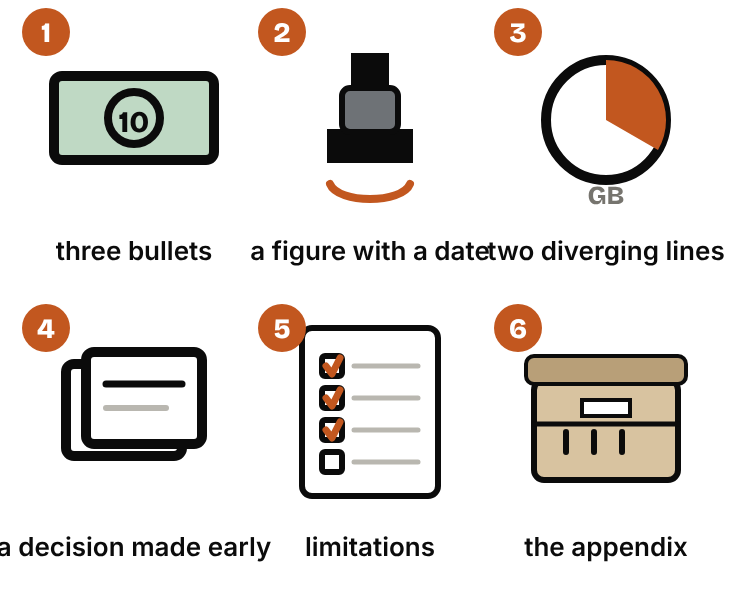 1
2
3
10
GB
three bullets
a figure with a date
two diverging lines
4
5
6
a decision made early
limitations
the appendix